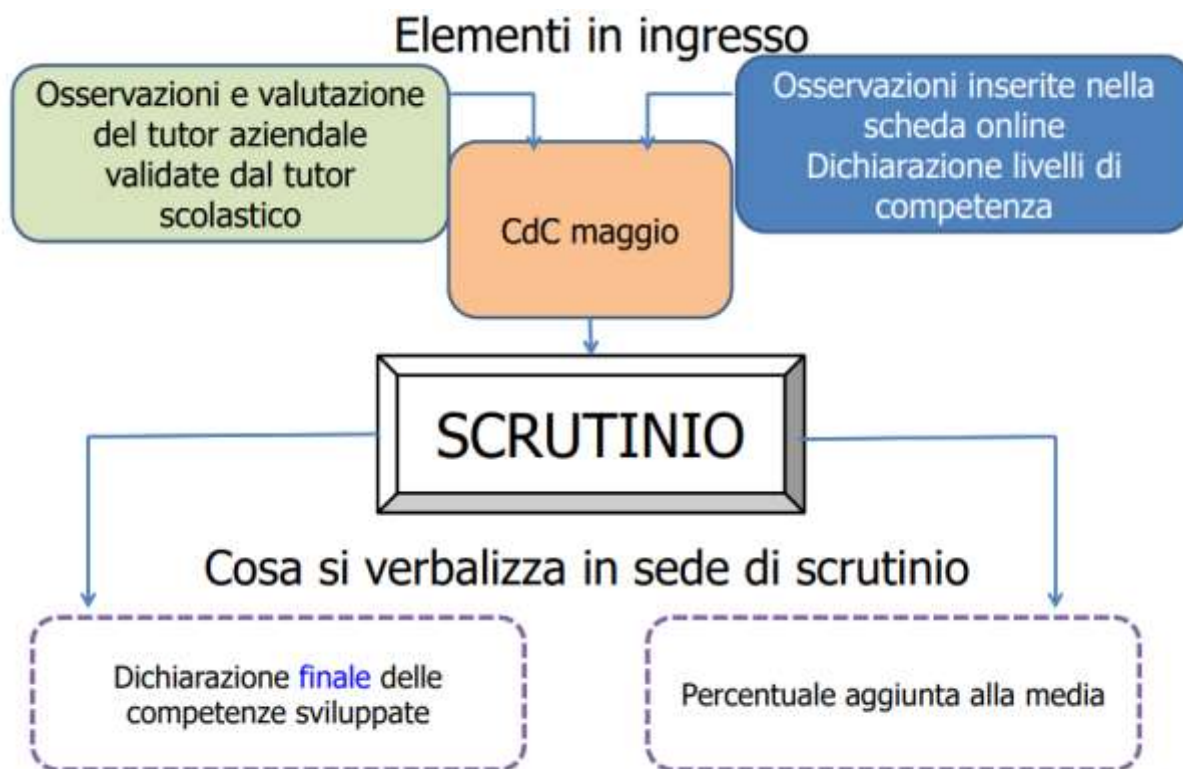 Elementi in ingresso
Osservazioni e valutazione
del tutor aziendale
validate dal tutor
scolastico
Osservazioni inserite nella
scheda online
Dichiarazione livelli di
competenza
CdC maggio
SCRUTINIO
Cosa si verbalizza in sede di scrutinio
Dichiarazione finale delle
competenze sviluppate
Percentuale aggiunta alla media